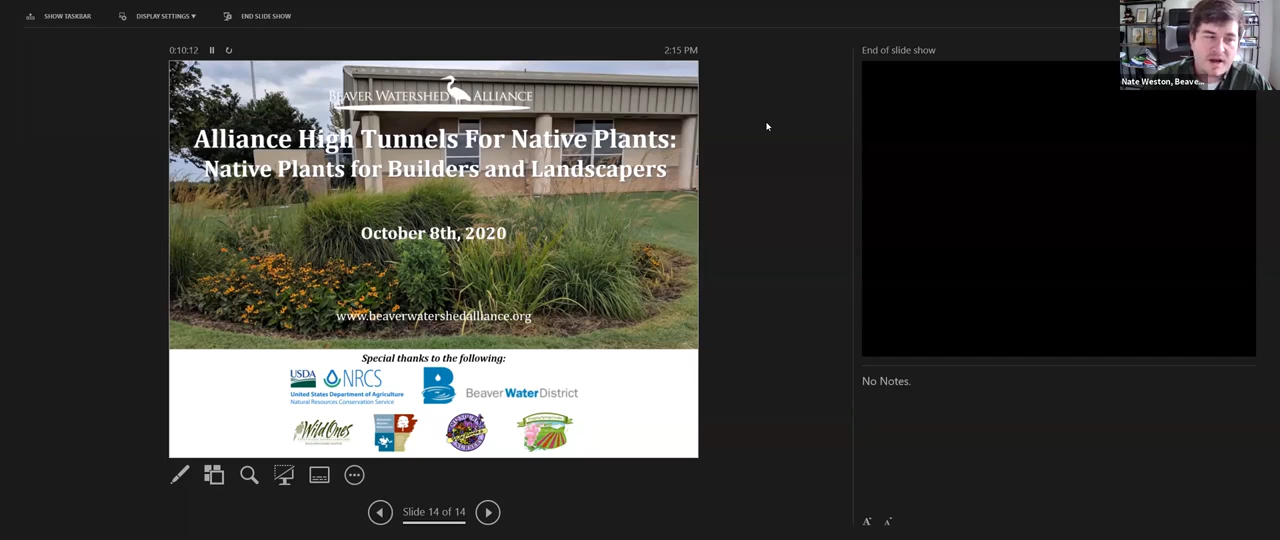 SHOW TASKBAR
DISPLAY SETTINGS ▾
END SLIDE SHOW
0:10:12
2:15 PM
End of slide show
Nate Weston, Beave...
BEAVER WATERSHED ALLIANCE
Alliance High Tunnels For Native Plants:
Native Plants for Builders and Landscapers
October 8th, 2020
www.beaverwatershedalliance.org
Special thanks to the following:
USDA NRCS
United States Department of Agriculture
Natural Resources Conservation Service
Beaver Water District
Wild Ones
No Notes.
Slide 14 of 14
A A